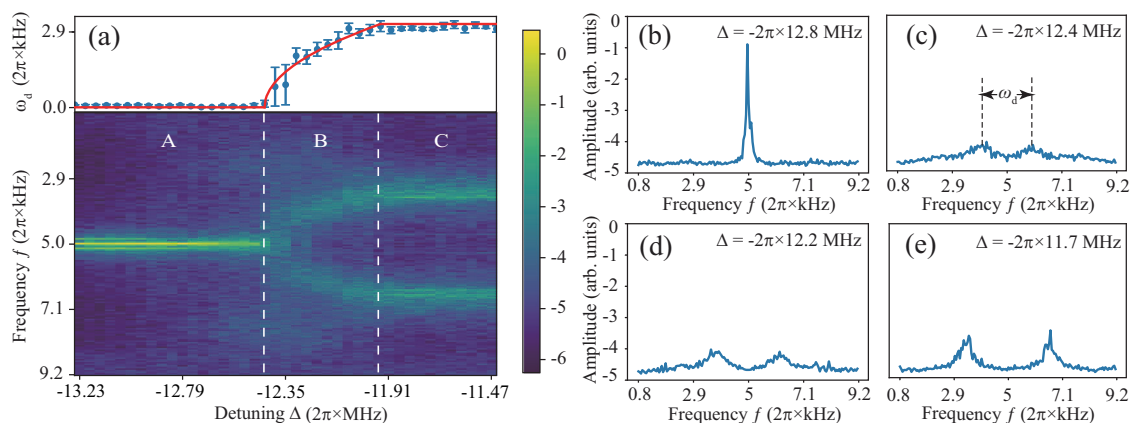 (a)
ω_d (2π×kHz)
2.9
0.0
A
B
C
Frequency f (2π×kHz)
2.9
5.0
7.1
9.2
-13.23
-12.79
-12.35
-11.91
-11.47
Detuning Δ (2π×MHz)
0
-1
-2
-3
-4
-5
-6
(b)
Δ = -2π×12.8 MHz
Amplitude (arb. units)
0
-1
-2
-3
-4
-5
0.8
2.9
5
7.1
9.2
Frequency f (2π×kHz)
(c)
Δ = -2π×12.4 MHz
ω_d
0.8
2.9
5
7.1
9.2
Frequency f (2π×kHz)
(d)
Δ = -2π×12.2 MHz
Amplitude (arb. units)
0
-1
-2
-3
-4
-5
0.8
2.9
5
7.1
9.2
Frequency f (2π×kHz)
(e)
Δ = -2π×11.7 MHz
0.8
2.9
5
7.1
9.2
Frequency f (2π×kHz)